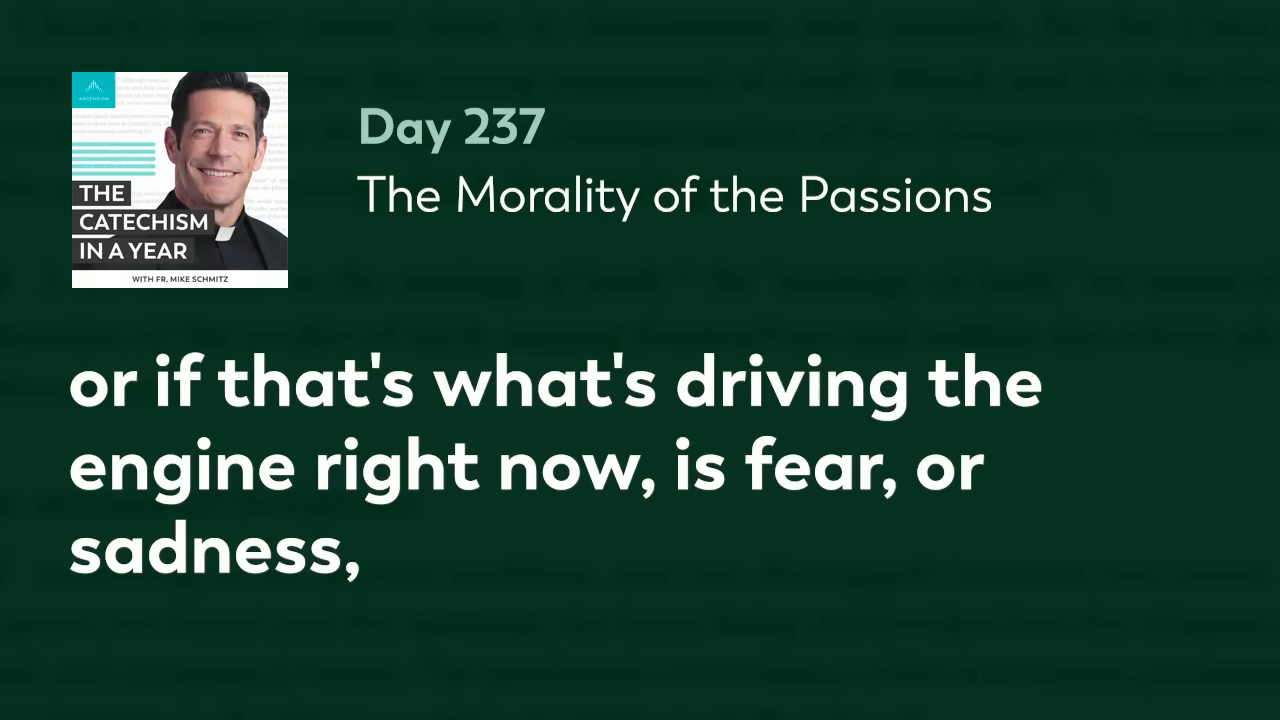 ASCENSION
THE
CATECHISM
IN A YEAR
WITH FR. MIKE SCHMITZ
Day 237
The Morality of the Passions
or if that's what's driving the
engine right now, is fear, or
sadness,